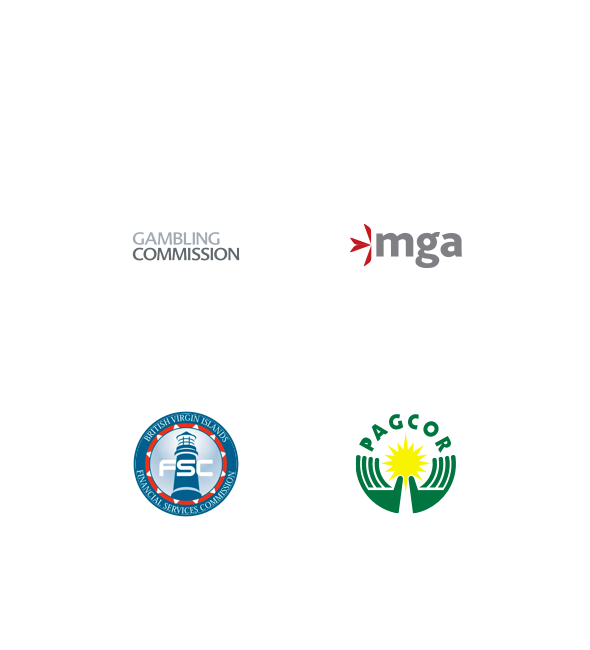 GAMBLING
COMMISSION
mga
BRITISH VIRGIN ISLANDS
FSC
FINANCIAL SERVICES COMMISSION
PAGCOR